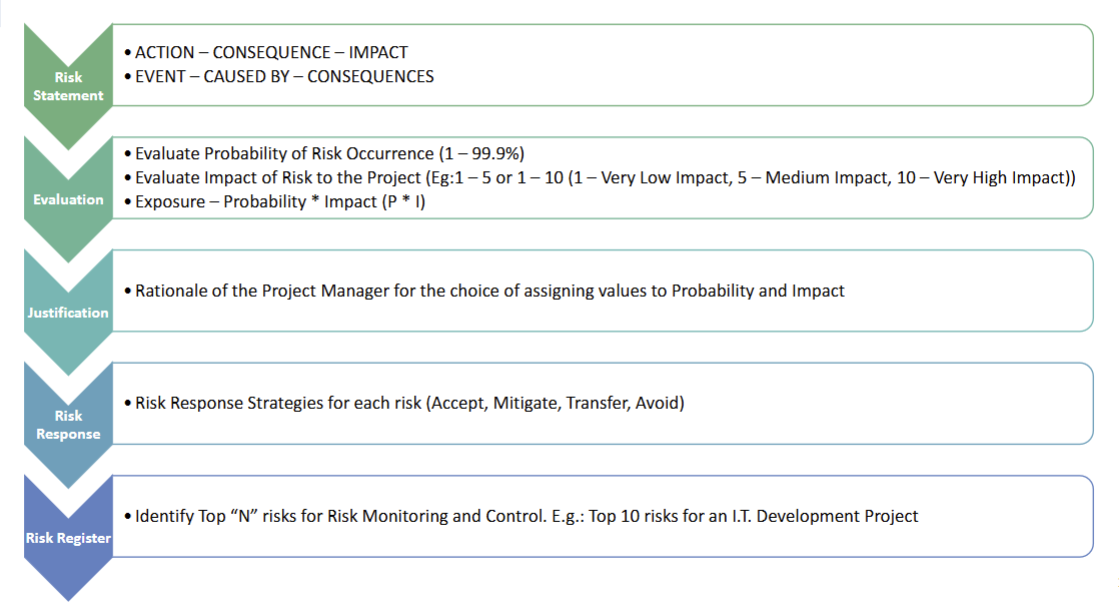 Risk
Statement
• ACTION – CONSEQUENCE – IMPACT
• EVENT – CAUSED BY – CONSEQUENCES
Evaluation
• Evaluate Probability of Risk Occurrence (1 – 99.9%)
• Evaluate Impact of Risk to the Project (Eg:1 – 5 or 1 – 10 (1 – Very Low Impact, 5 – Medium Impact, 10 – Very High Impact))
• Exposure – Probability * Impact (P * I)
Justification
• Rationale of the Project Manager for the choice of assigning values to Probability and Impact
Risk
Response
• Risk Response Strategies for each risk (Accept, Mitigate, Transfer, Avoid)
Risk Register
• Identify Top “N” risks for Risk Monitoring and Control. E.g.: Top 10 risks for an I.T. Development Project